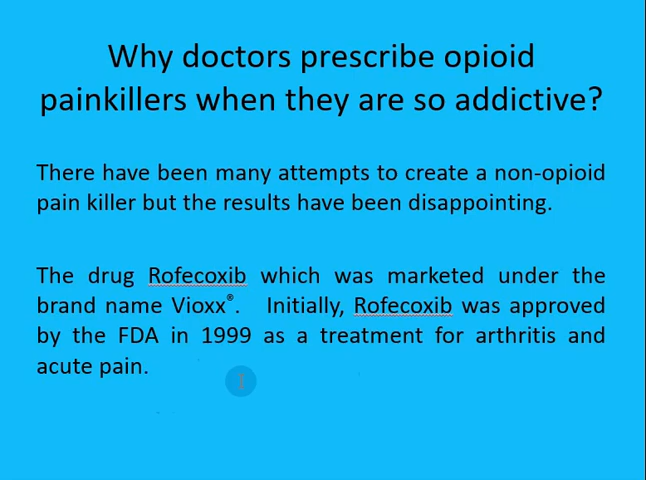 Why doctors prescribe opioid
painkillers when they are so addictive?
There have been many attempts to create a non-opioid
pain killer but the results have been disappointing.
The drug Rofecoxib which was marketed under the
brand name Vioxx®. Initially, Rofecoxib was approved
by the FDA in 1999 as a treatment for arthritis and
acute pain.